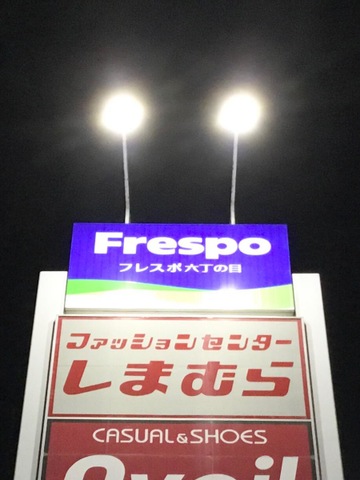 Frespo
フレスポ六丁の目
ファッションセンター
しまむら
CASUAL&SHOES
Avail